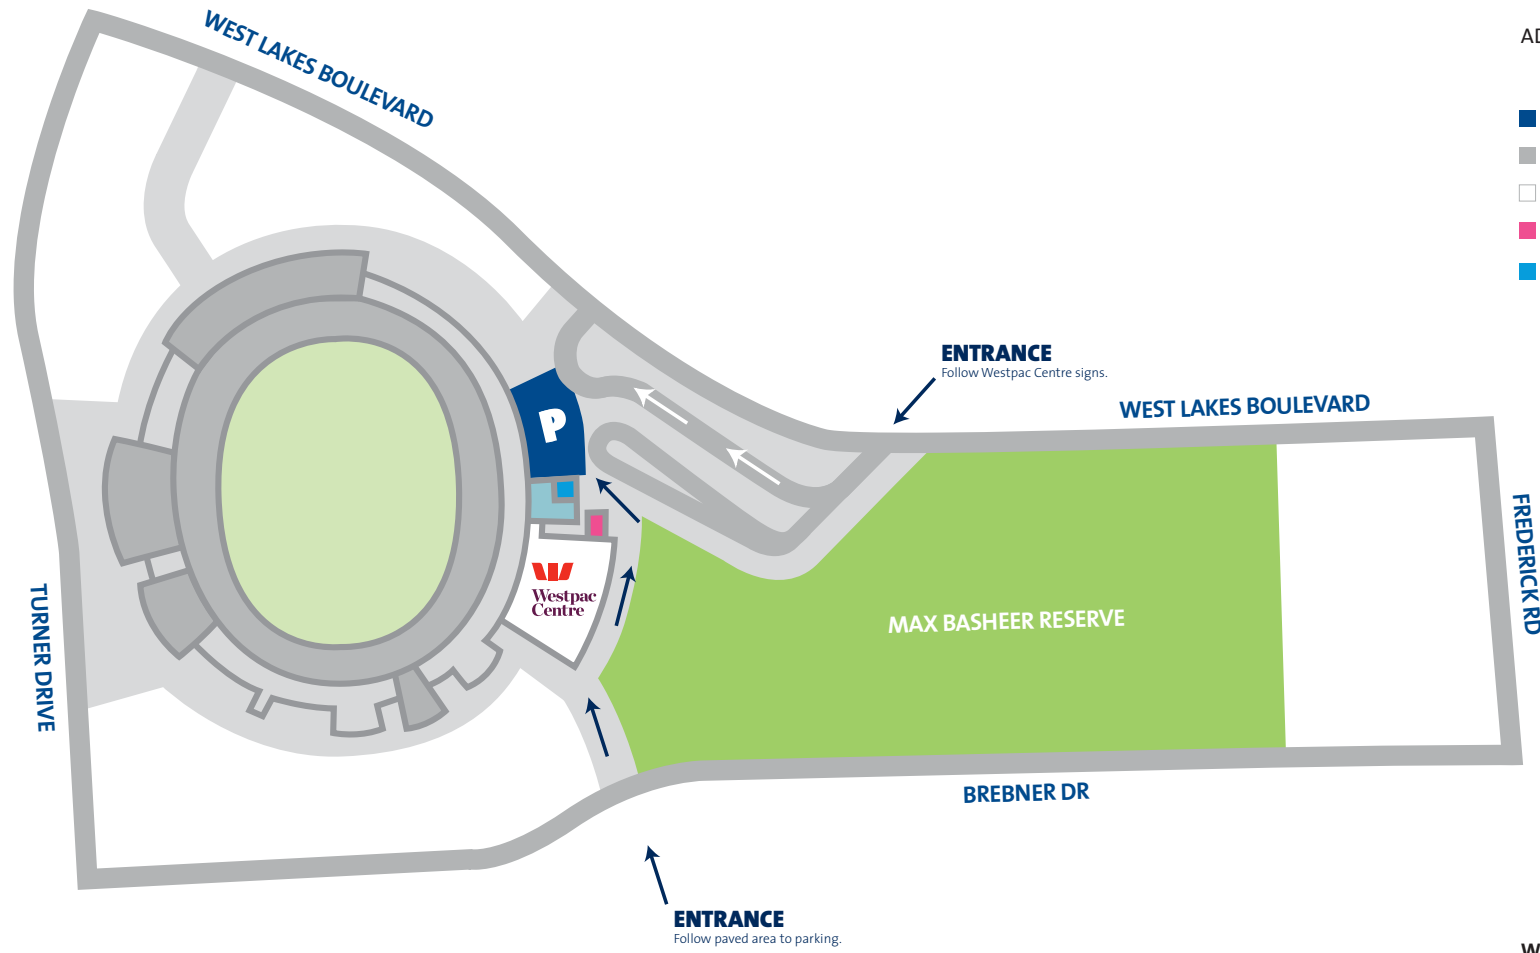 WEST LAKES BOULEVARD
AD
ENTRANCE
Follow Westpac Centre signs.
WEST LAKES BOULEVARD
P
FREDERICK RD
Westpac
Centre
TURNER DRIVE
MAX BASHEER RESERVE
BREBNER DR
ENTRANCE
Follow paved area to parking.
W